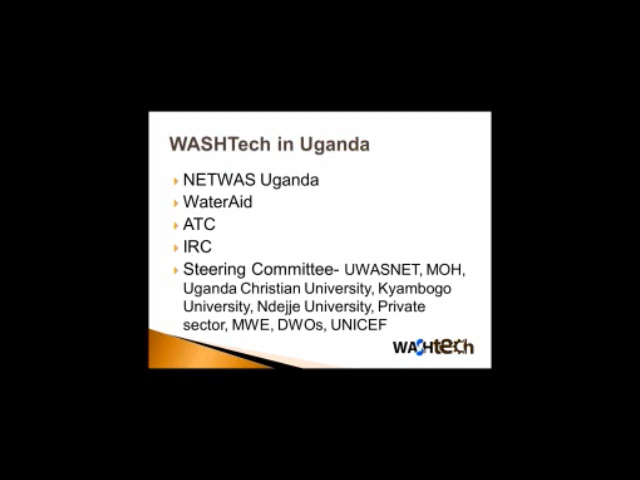 WASHTech in Uganda
NETWAS Uganda
WaterAid
ATC
IRC
Steering Committee- UWASNET, MOH,
Uganda Christian University, Kyambogo
University, Ndejje University, Private
sector, MWE, DWOs, UNICEF
WASHtech